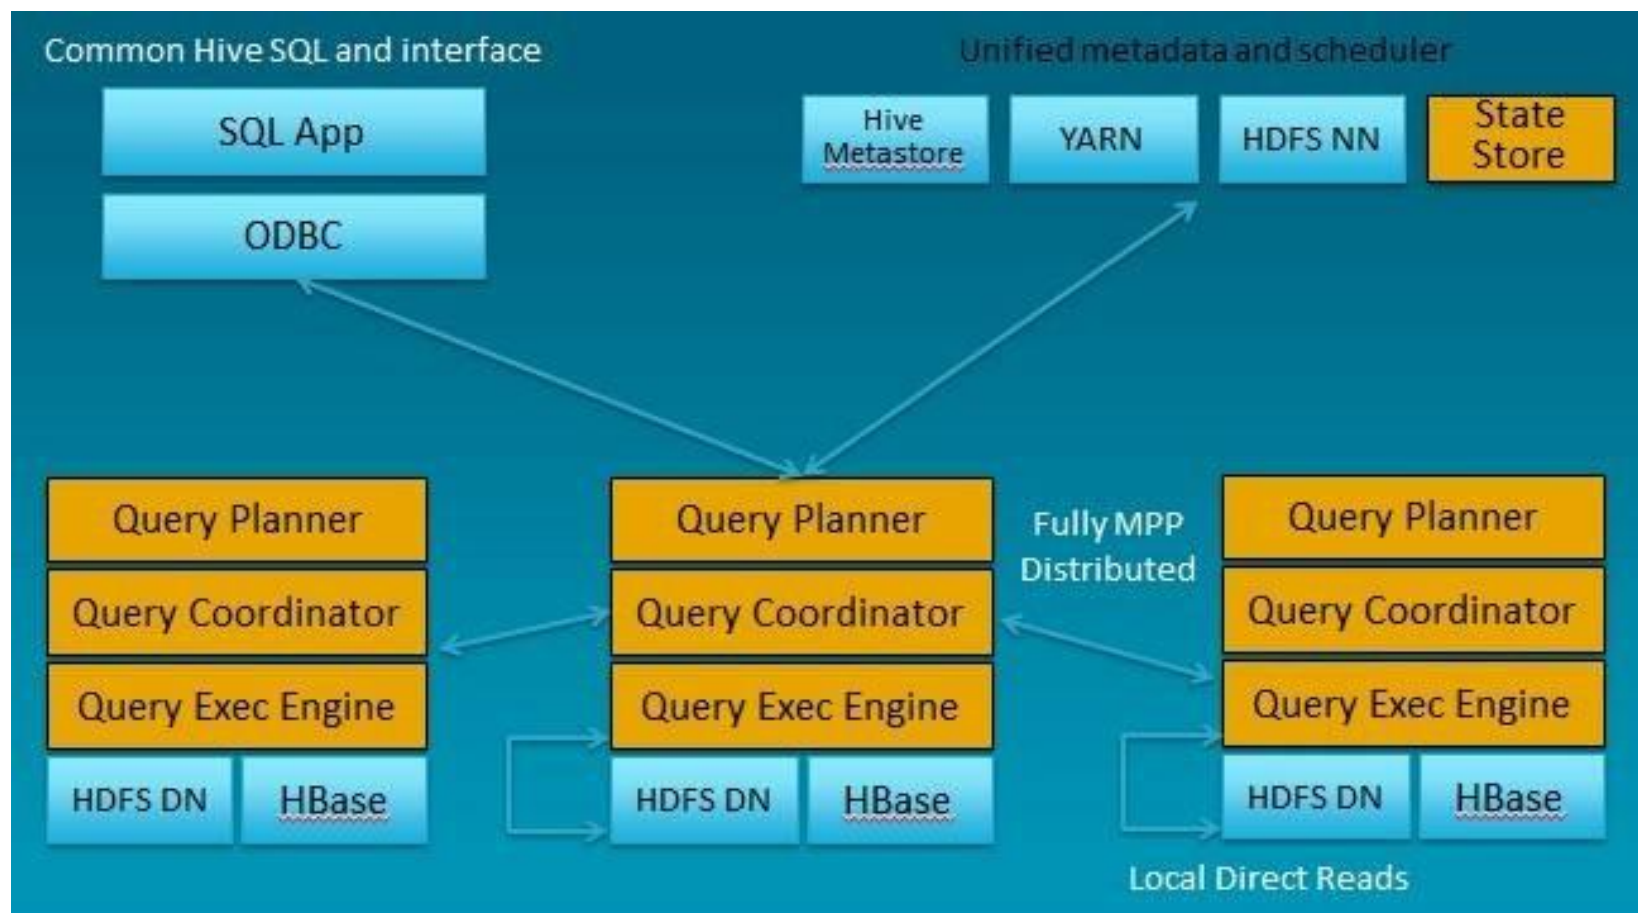 Common Hive SQL and interface
SQL App
ODBC
Unified metadata and scheduler
Hive
Metastore
YARN
HDFS NN
State
Store
Query Planner
Query Coordinator
Query Exec Engine
HDFS DN
HBase
Query Planner
Query Coordinator
Query Exec Engine
HDFS DN
HBase
Fully MPP
Distributed
Query Planner
Query Coordinator
Query Exec Engine
HDFS DN
HBase
Local Direct Reads